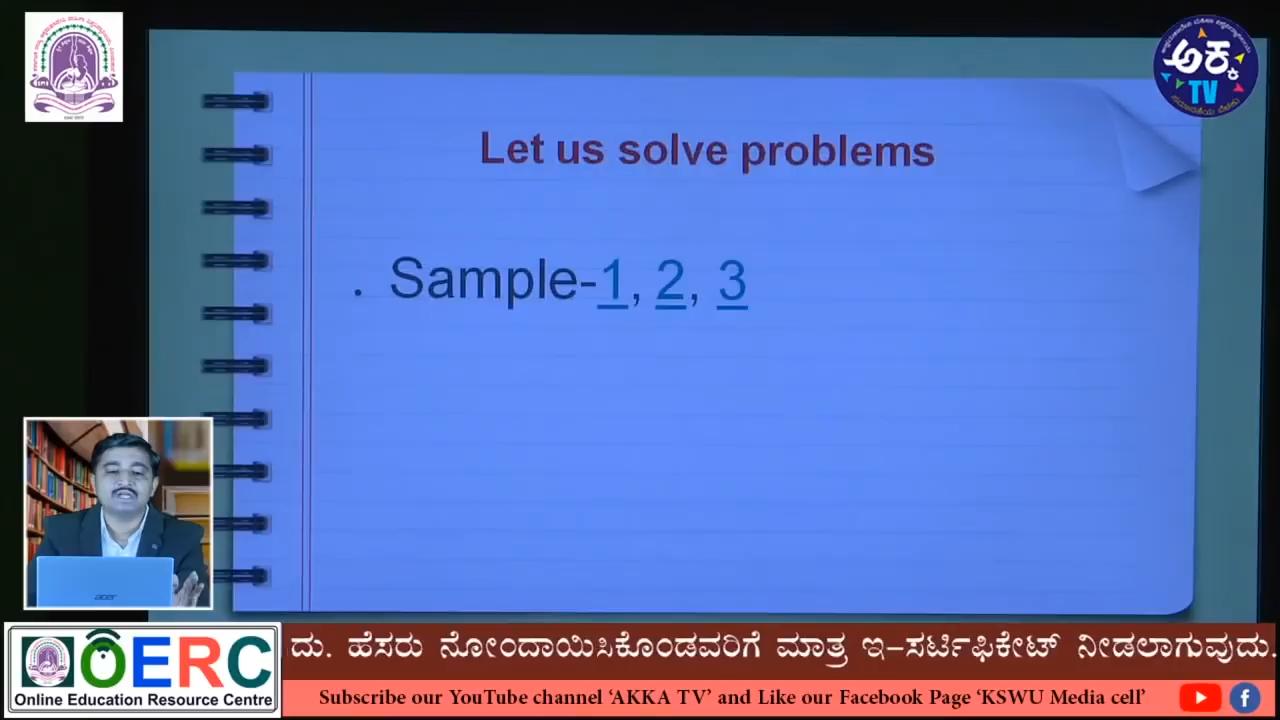 ಅಕ್ಕ
TV
Let us solve problems
. Sample-1, 2, 3
acer
OERC
Online Education Resource Centre
ದು. ಹೆಸರು ನೋಂದಾಯಿಸಿಕೊಂಡವರಿಗೆ ಮಾತ್ರ ಇ-ಸರ್ಟಿಫಿಕೇಟ್ ನೀಡಲಾಗುವುದು.
Subscribe our YouTube channel ‘AKKA TV’ and Like our Facebook Page ‘KSWU Media cell’